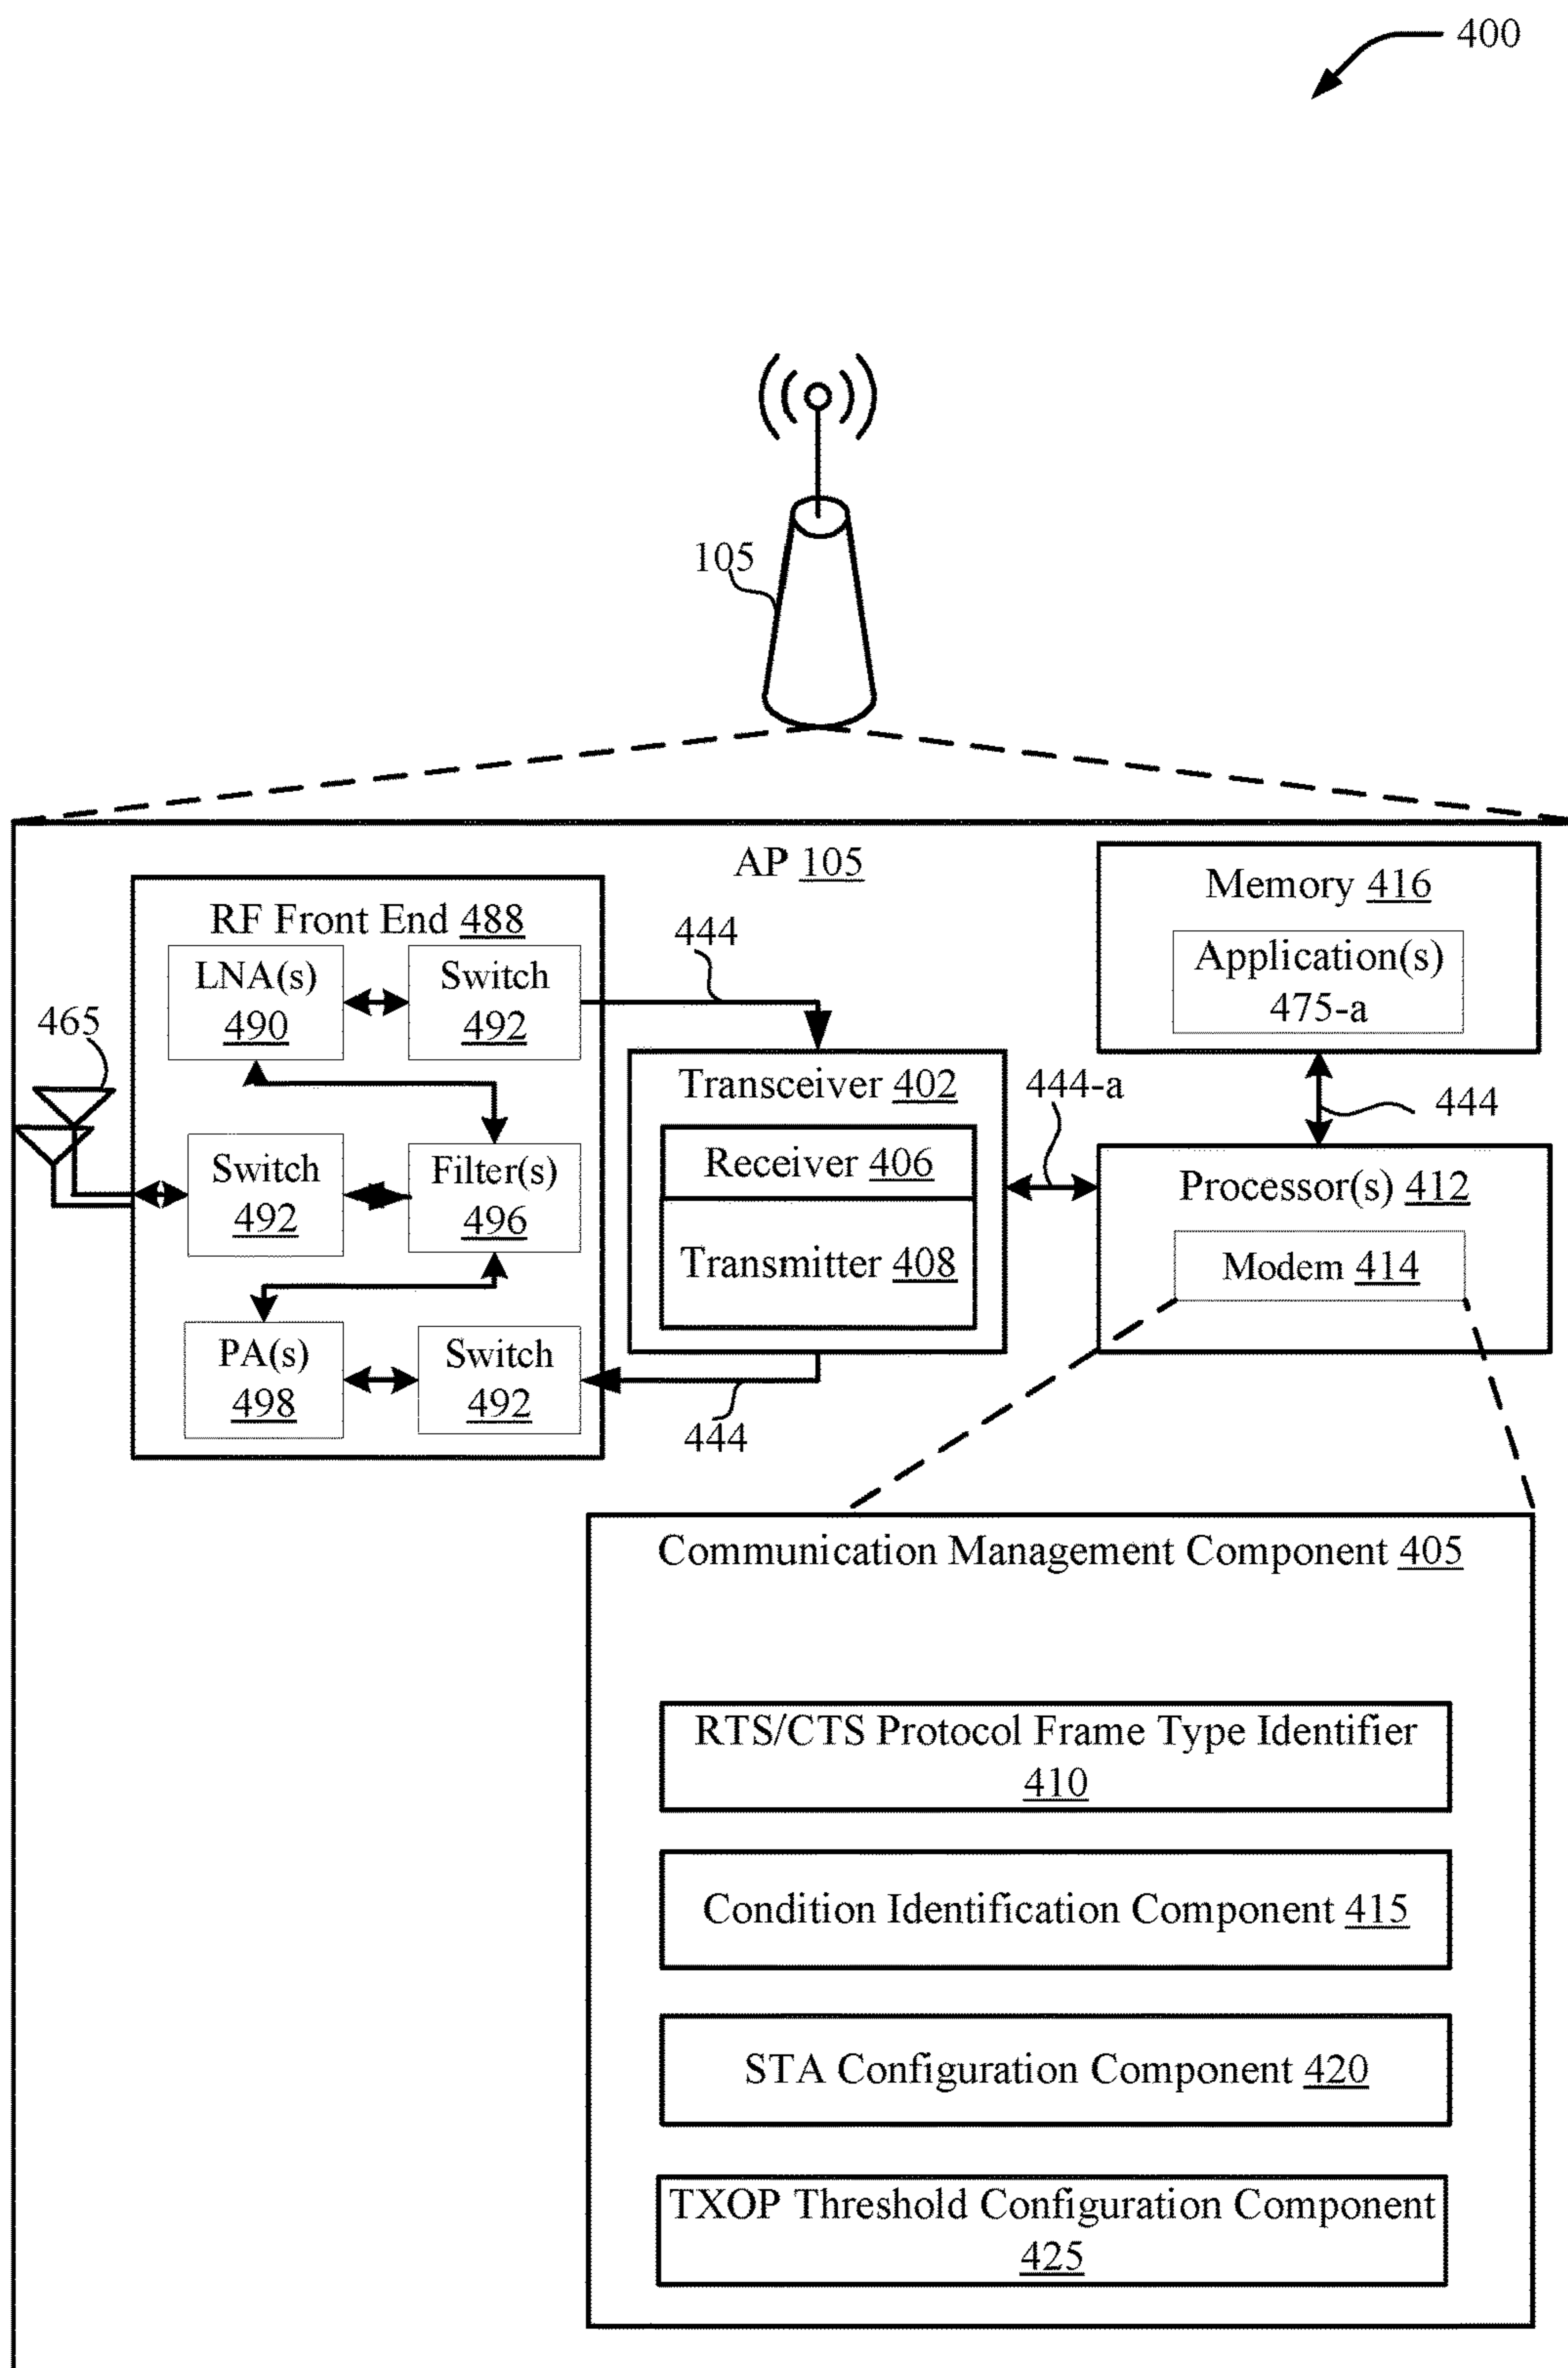 400
105
AP 105
RF Front End 488
LNA(s)
490
Switch
492
444
465
Switch
492
Filter(s)
496
PA(s)
498
Switch
492
444
Transceiver 402
Receiver 406
Transmitter 408
444-a
Memory 416
Application(s)
475-a
444
Processor(s) 412
Modem 414
Communication Management Component 405
RTS/CTS Protocol Frame Type Identifier
410
Condition Identification Component 415
STA Configuration Component 420
TXOP Threshold Configuration Component
425